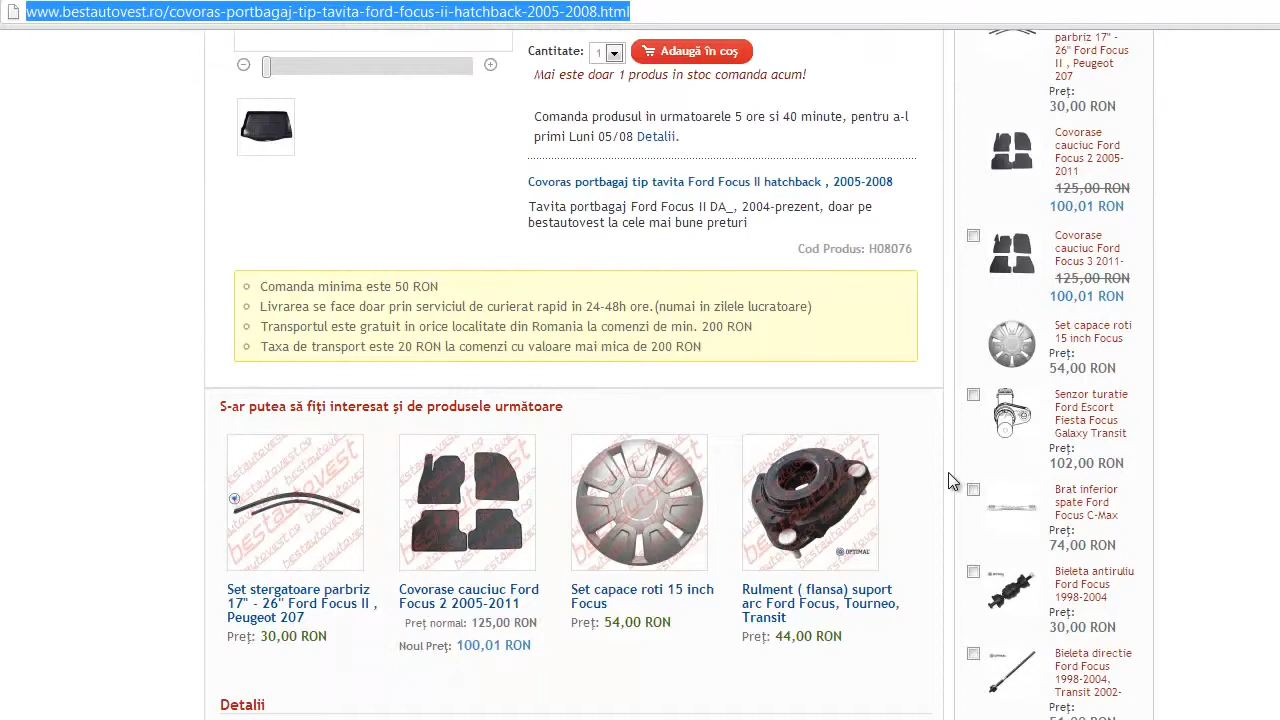 www.bestautovest.ro/covoras-portbagaj-tip-tavita-ford-focus-ii-hatchback-2005-2008.html
Cantitate: 1 Adaugă în coş
Mai este doar 1 produs in stoc comanda acum!
Comanda produsul in urmatoarele 5 ore si 40 minute, pentru a-l
primi Luni 05/08 Detalii.
Covoras portbagaj tip tavita Ford Focus II hatchback , 2005-2008
Tavita portbagaj Ford Focus II DA_, 2004-prezent, doar pe
bestautovest la cele mai bune preturi
Cod Produs: H08076
Comanda minima este 50 RON
Livrarea se face doar prin serviciul de curierat rapid in 24-48h ore.(numai in zilele lucratoare)
Transportul este gratuit in orice localitate din Romania la comenzi de min. 200 RON
Taxa de transport este 20 RON la comenzi cu valoare mai mica de 200 RON
S-ar putea să fiţi interesat şi de produsele următoare
bestautovest
bestautovest
bestautovest
bestautovest
OPTIMAL
Set stergatoare parbriz
17" - 26" Ford Focus II ,
Peugeot 207
Preţ: 30,00 RON
Covorase cauciuc Ford
Focus 2 2005-2011
Preţ normal: 125,00 RON
Noul Preţ: 100,01 RON
Set capace roti 15 inch
Focus
Preţ: 54,00 RON
Rulment ( flansa) suport
arc Ford Focus, Tourneo,
Transit
Preţ: 44,00 RON
Detalii
parbriz 17" -
26" Ford Focus
II , Peugeot
207
Preţ:
30,00 RON
Covorase
cauciuc Ford
Focus 2 2005-
2011
125,00 RON
100,01 RON
Covorase
cauciuc Ford
Focus 3 2011-
125,00 RON
100,01 RON
Set capace roti
15 inch Focus
Preţ:
54,00 RON
Senzor turatie
Ford Escort
Fiesta Focus
Galaxy Transit
Preţ:
102,00 RON
Brat inferior
spate Ford
Focus C-Max
Preţ:
74,00 RON
Bieleta antiruliu
Ford Focus
1998-2004
Preţ:
30,00 RON
Bieleta directie
Ford Focus
1998-2004,
Transit 2002-
Preţ:
51,00 RON